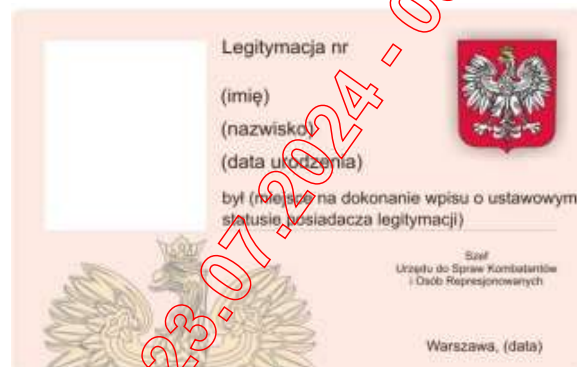 Legitymacja nr
(imię)
(nazwisko)
(data urodzenia)
był (miejsce na dokonanie wpisu o ustawowym
statusie posiadacza legitymacji)
Szef
Urzędu do Spraw Kombatantów
i Osób Represjonowanych
Warszawa, (data)
23.07.2024 - 0